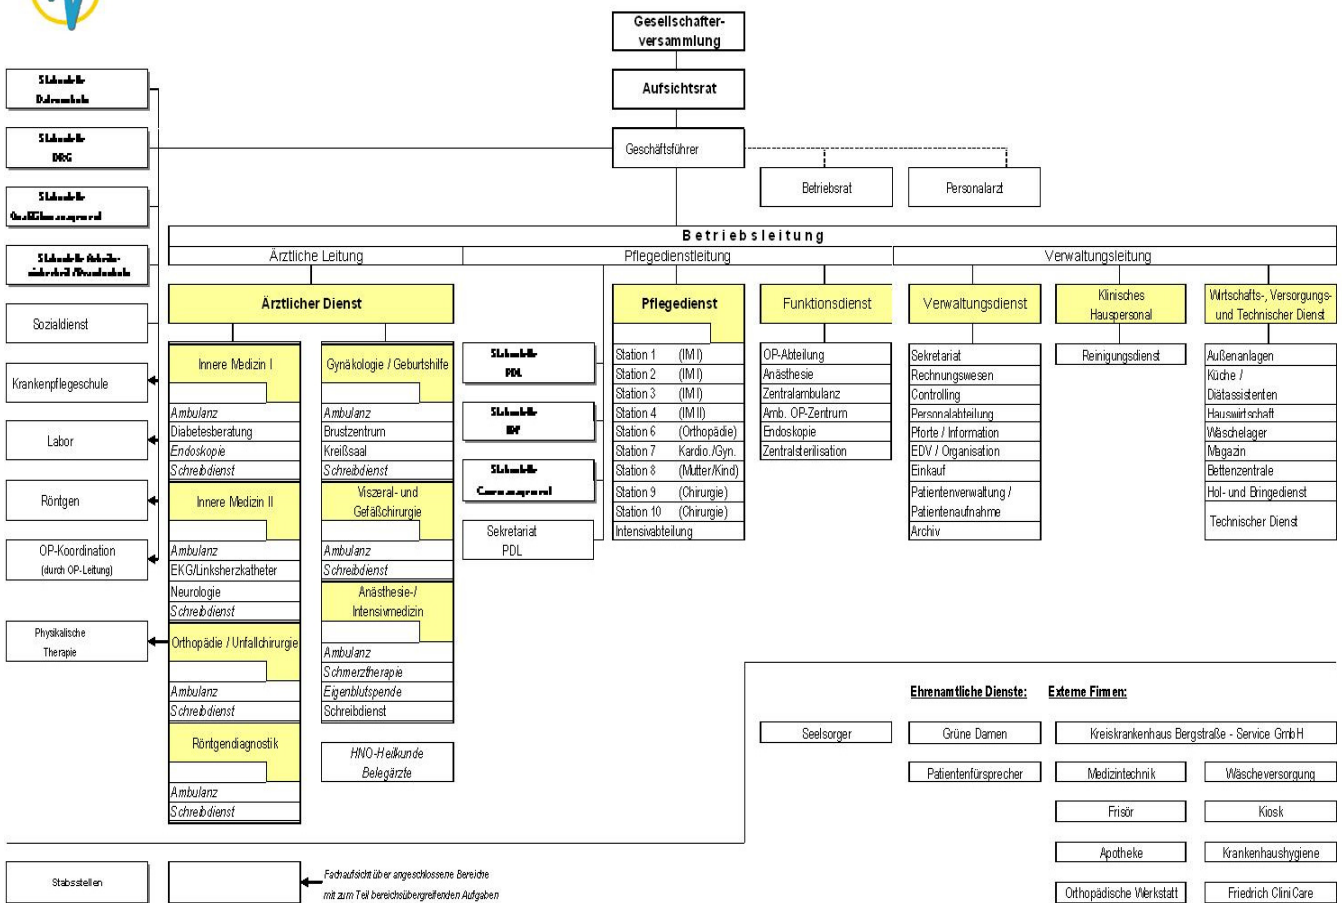 Gesellschafter-
versammlung
Aufsichtsrat
Geschäftsführer
Betriebsrat
Personalarzt
DRG
Sozialdienst
Krankenpflegeschule
Labor
Röntgen
OP-Koordination
(durch OP-Leitung)
Physikalische
Therapie
Betriebsleitung
Ärztliche Leitung
Pflegedienstleitung
Verwaltungsleitung
Ärztlicher Dienst
Innere Medizin I
Ambulanz
Diabetesberatung
Endoskopie
Schreibdienst
Innere Medizin II
Ambulanz
EKG/Linksherzkatheter
Neurologie
Schreibdienst
Orthopädie / Unfallchirurgie
Ambulanz
Schreibdienst
Röntgendiagnostik
Ambulanz
Schreibdienst
Gynäkologie / Geburtshilfe
Ambulanz
Brustzentrum
Kreißsaal
Schreibdienst
Viszeral- und
Gefäßchirurgie
Ambulanz
Schreibdienst
Anästhesie-/
Intensivmedizin
Ambulanz
Schmerztherapie
Eigenblutspende
Schreibdienst
HNO-Heilkunde
Belegärzte
PDL
Sekretariat
PDL
Pflegedienst
Station 1 (IM I)
Station 2 (IM I)
Station 3 (IM I)
Station 4 (IM II)
Station 6 (Orthopädie)
Station 7 Kardio./Gyn.
Station 8 (Mutter/Kind)
Station 9 (Chirurgie)
Station 10 (Chirurgie)
Intensivabteilung
Funktionsdienst
OP-Abteilung
Anästhesie
Zentralambulanz
Amb. OP-Zentrum
Endoskopie
Zentralsterilisation
Verwaltungsdienst
Sekretariat
Rechnungswesen
Controlling
Personalabteilung
Pforte / Information
EDV / Organisation
Einkauf
Patientenverwaltung /
Patientenaufnahme
Archiv
Klinisches
Hauspersonal
Reinigungsdienst
Wirtschafts-, Versorgungs-
und Technischer Dienst
Außenanlagen
Küche /
Diätassistenten
Hauswirtschaft
Wäschelager
Magazin
Bettenzentrale
Hol- und Bringedienst
Technischer Dienst
Ehrenamtliche Dienste:
Externe Firmen:
Seelsorger
Grüne Damen
Kreiskrankenhaus Bergstraße - Service GmbH
Patientenfürsprecher
Medizintechnik
Wäscheversorgung
Frisör
Kiosk
Apotheke
Krankenhaushygiene
Orthopädische Werkstatt
Friedrich CliniCare
Stabsstellen
Fachaufsicht über angeschlossene Bereiche
mit zum Teil bereichsübergreifenden Aufgaben